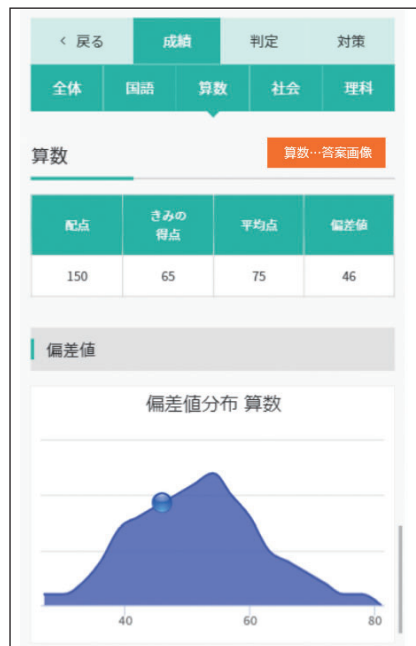 < 戻る 成績 判定 対策
全体 国語 算数 社会 理科
算数 算数…答案画像
配点 きみの得点 平均点 偏差値
150 65 75 46
偏差値
偏差値分布 算数
40 60 80